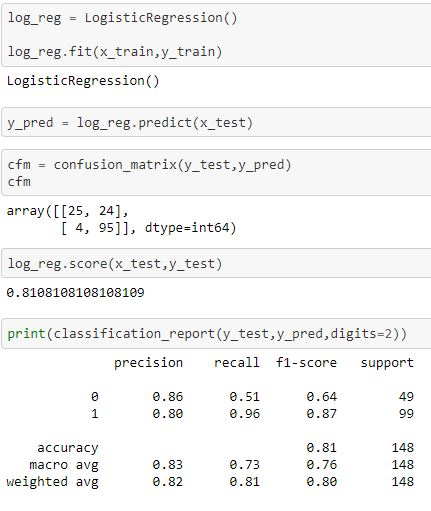 log_reg = LogisticRegression()
log_reg.fit(x_train,y_train)
LogisticRegression()
y_pred = log_reg.predict(x_test)
cfm = confusion_matrix(y_test,y_pred)
cfm
array([[25, 24],
       [ 4, 95]], dtype=int64)
log_reg.score(x_test,y_test)
0.8108108108108109
print(classification_report(y_test,y_pred,digits=2))
              precision    recall  f1-score   support
           0       0.86      0.51      0.64        49
           1       0.80      0.96      0.87        99
    accuracy                           0.81       148
   macro avg       0.83      0.73      0.76       148
weighted avg       0.82      0.81      0.80       148